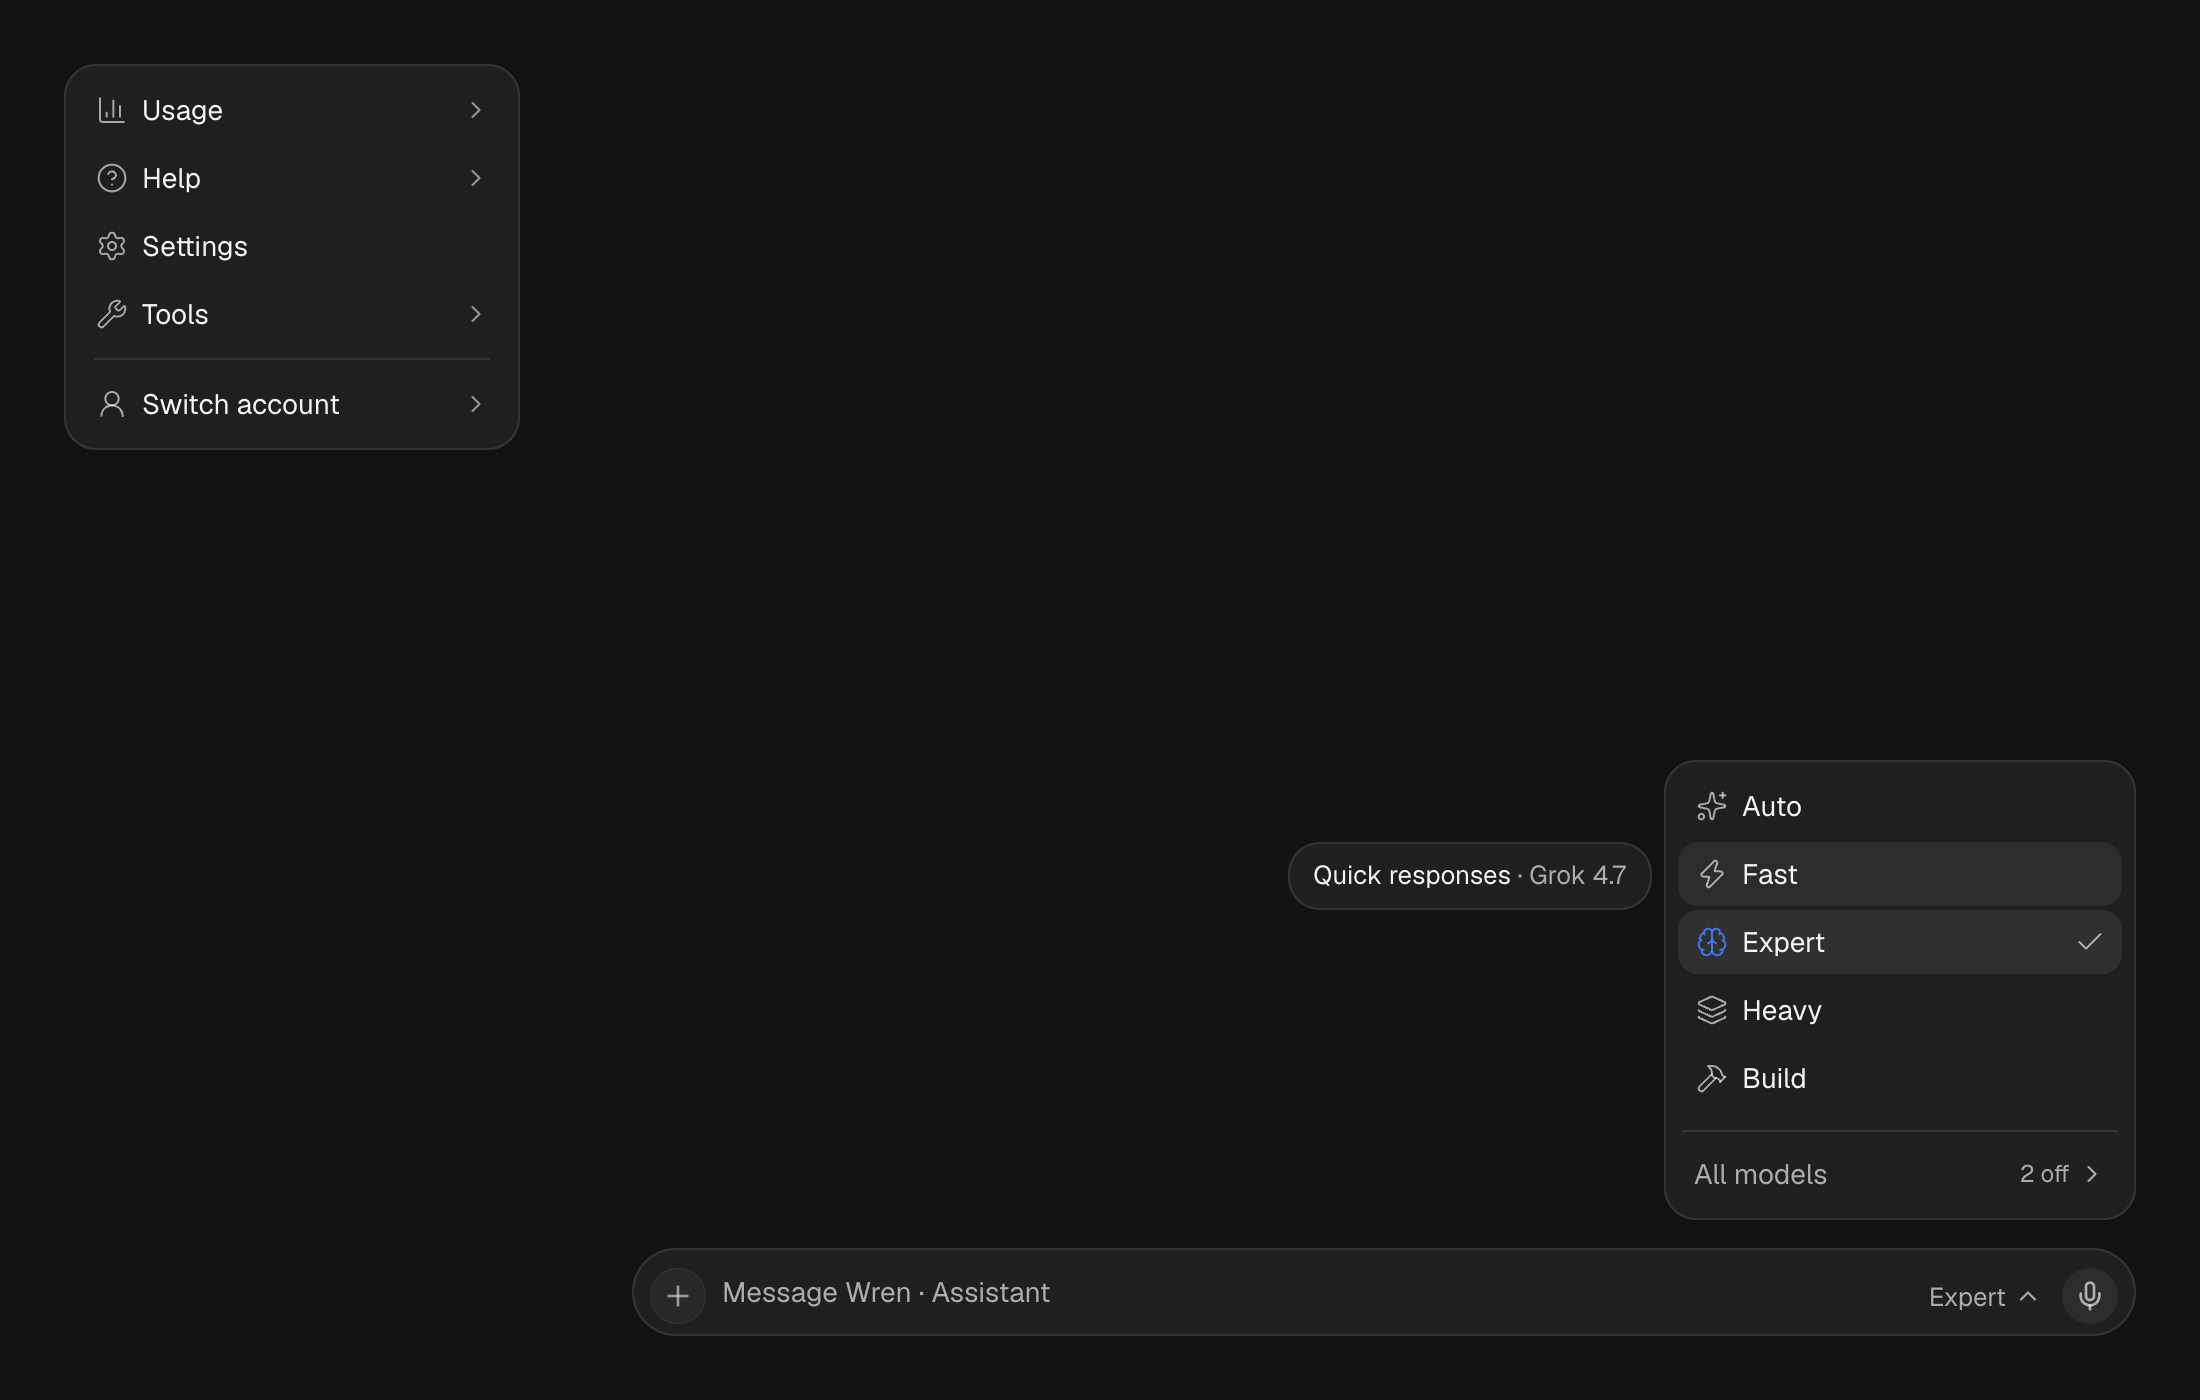 Usage
Help
Settings
Tools
Switch account
Auto
Quick responses · Grok 4.7
Fast
Expert
Heavy
Build
All models 2 off
Message Wren · Assistant Expert